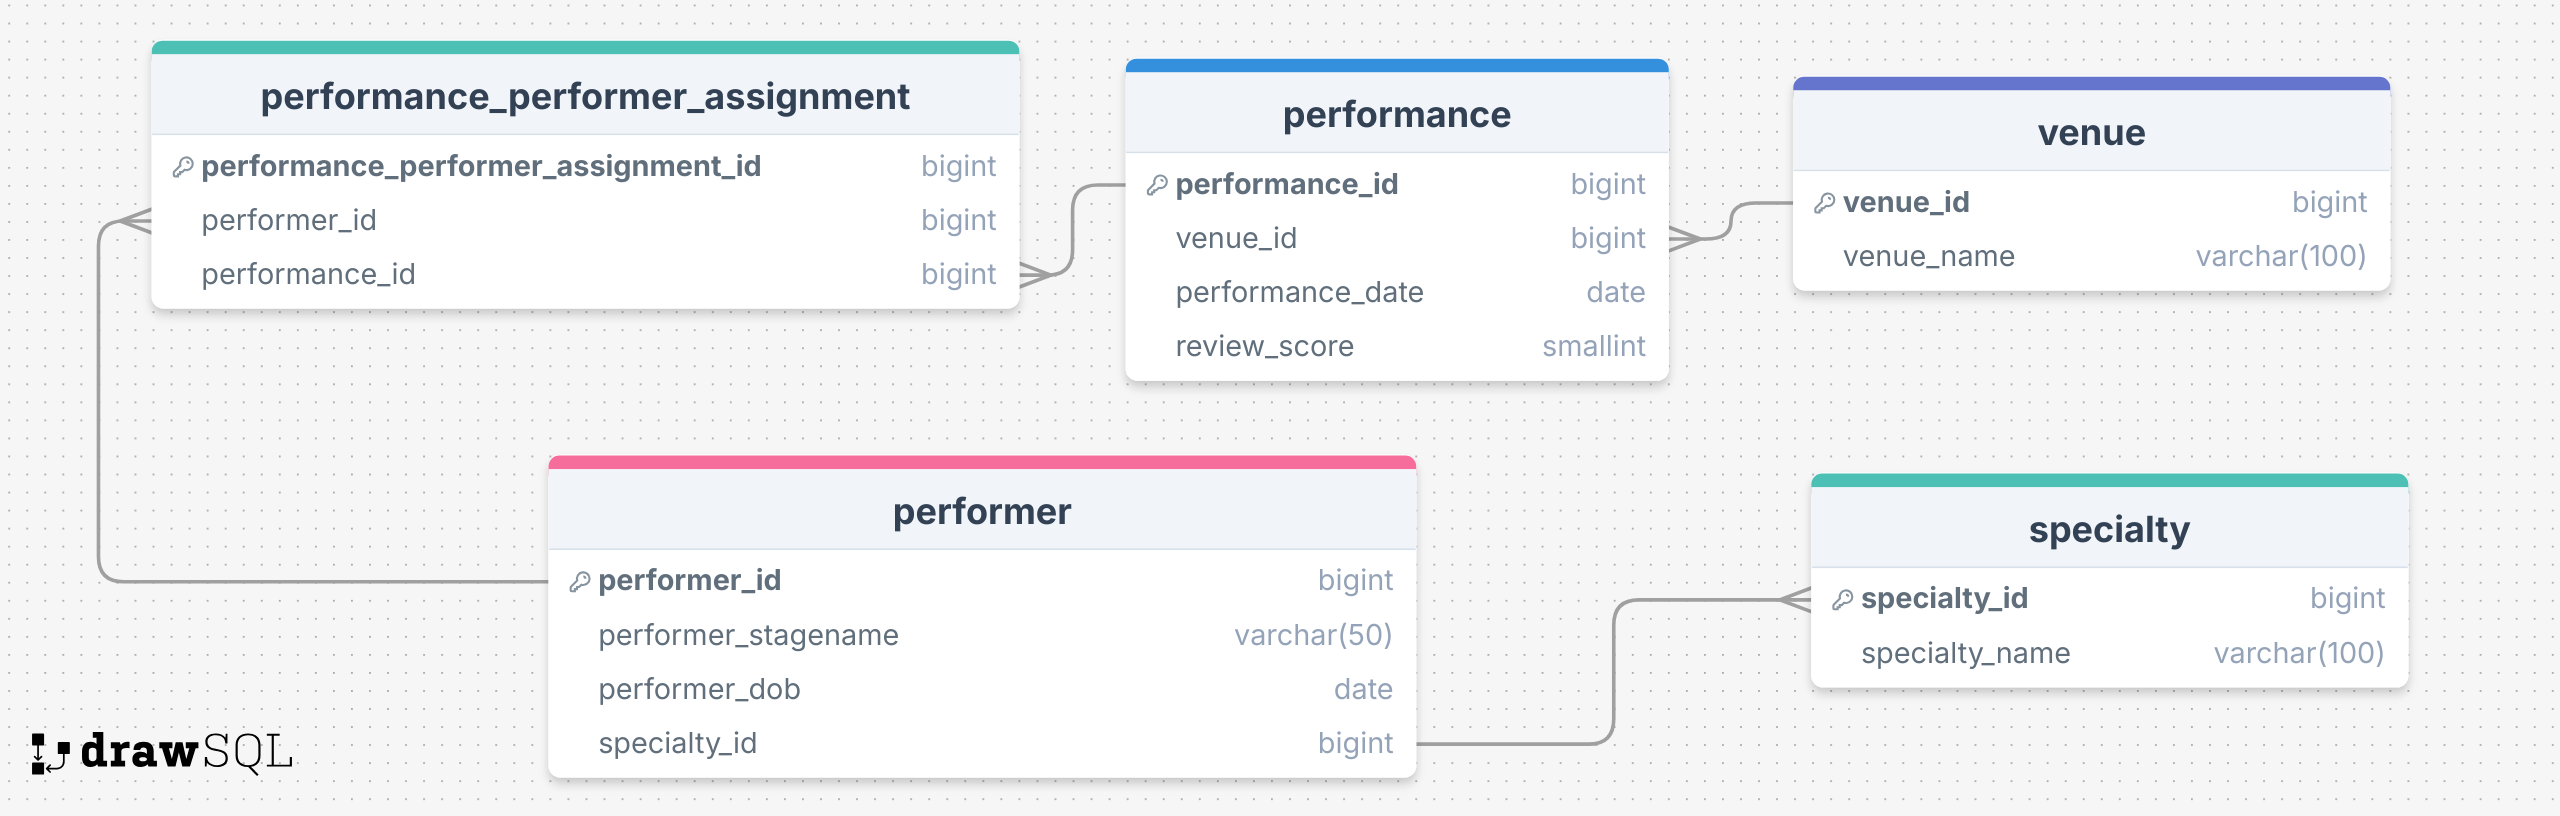 performance_performer_assignment
performance_performer_assignment_id bigint
performer_id bigint
performance_id bigint
performance
performance_id bigint
venue_id bigint
performance_date date
review_score smallint
venue
venue_id bigint
venue_name varchar(100)
performer
performer_id bigint
performer_stagename varchar(50)
performer_dob date
specialty_id bigint
specialty
specialty_id bigint
specialty_name varchar(100)
drawSQL